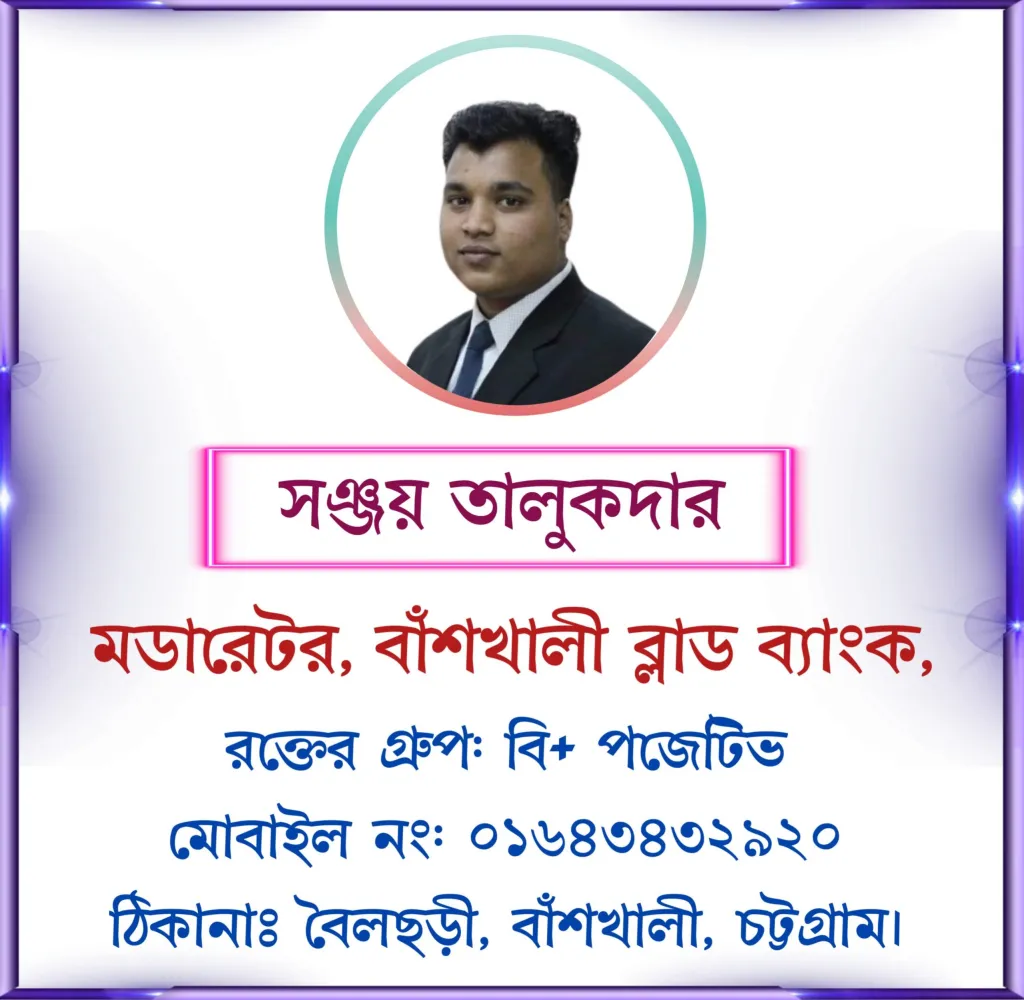 সঞ্জয় তালুকদার
মডারেটর, বাঁশখালী ব্লাড ব্যাংক,
রক্তের গ্রুপঃ বি+ পজেটিভ
মোবাইল নং: ০১৬৪৩৪৩২৯২০
ঠিকানাঃ বৈলছড়ী, বাঁশখালী, চট্টগ্রাম।